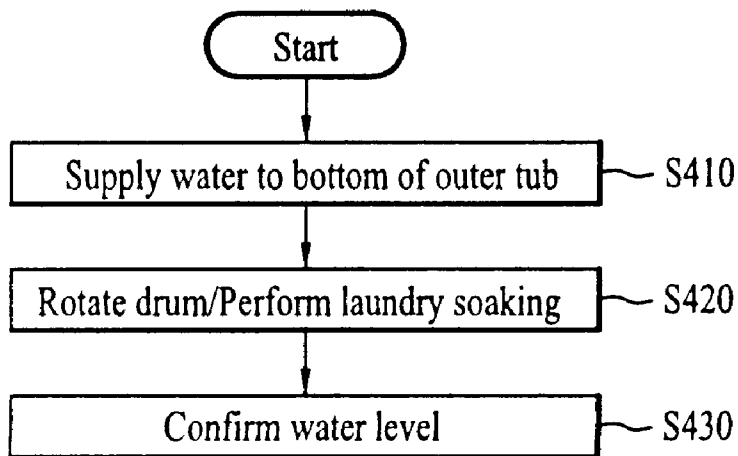 Start
Supply water to bottom of outer tub
S410
Rotate drum/Perform laundry soaking
S420
Confirm water level
S430